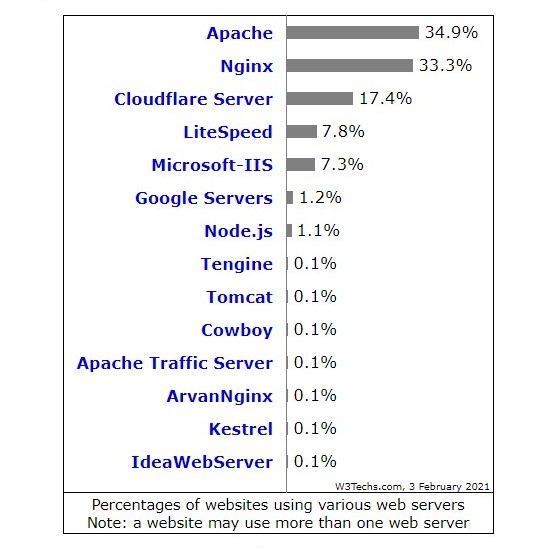 Apache 34.9%
Nginx 33.3%
Cloudflare Server 17.4%
LiteSpeed 7.8%
Microsoft-IIS 7.3%
Google Servers 1.2%
Node.js 1.1%
Tengine 0.1%
Tomcat 0.1%
Cowboy 0.1%
Apache Traffic Server 0.1%
ArvanNginx 0.1%
Kestrel 0.1%
IdeaWebServer 0.1%
W3Techs.com, 3 February 2021
Percentages of websites using various web servers
Note: a website may use more than one web server